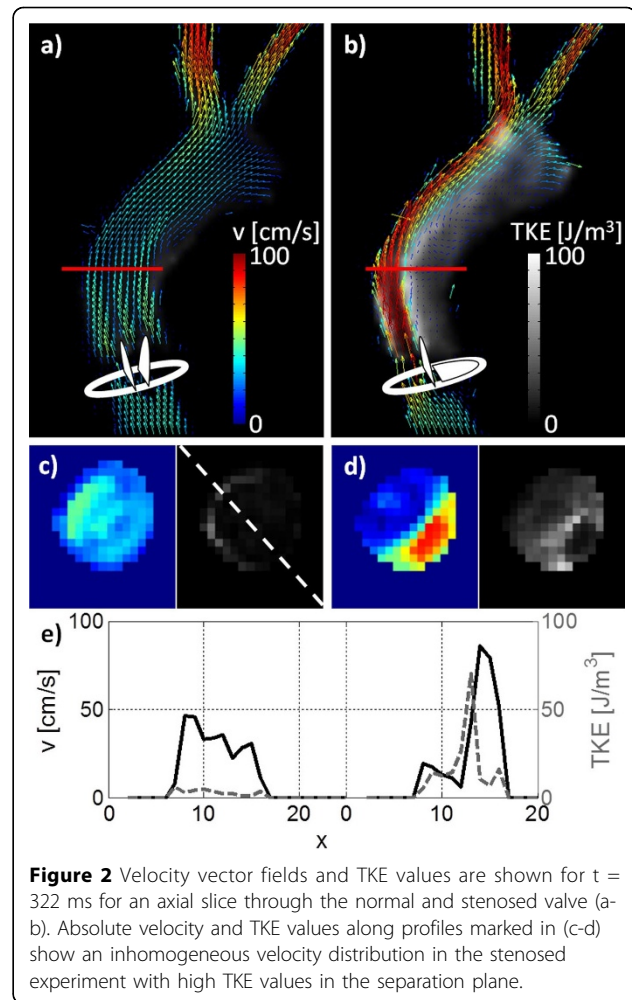 a)
b)
v [cm/s]
100
0
TKE [J/m³]
100
0
c)
d)
e)
100
50
0
v [cm/s]
100
50
0
TKE [J/m³]
0 10 20 0 10 20
x
Figure 2 Velocity vector fields and TKE values are shown for t =
322 ms for an axial slice through the normal and stenosed valve (a-
b). Absolute velocity and TKE values along profiles marked in (c-d)
show an inhomogeneous velocity distribution in the stenosed
experiment with high TKE values in the separation plane.